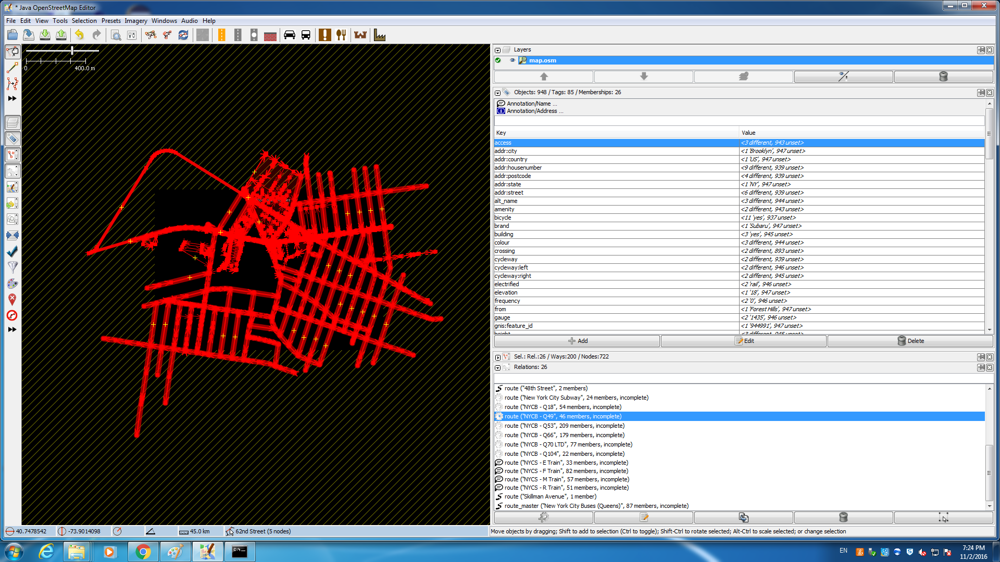 * Java OpenStreetMap Editor
File Edit View Tools Selection Presets Imagery Windows Audio Help
0 400.0 m
Layers
map.osm
Objects: 948 / Tags: 85 / Memberships: 26
Annotation/Name ...
Annotation/Address ...
Key Value
access <3 different, 943 unset>
addr:city <1 'Brooklyn', 947 unset>
addr:country <1 'US', 947 unset>
addr:housenumber <9 different, 939 unset>
addr:postcode <4 different, 939 unset>
addr:state <1 'NY', 947 unset>
addr:street <6 different, 939 unset>
alt_name <3 different, 944 unset>
amenity <2 different, 943 unset>
bicycle <11 'yes', 937 unset>
brand <1 'Subaru', 947 unset>
building <3 'yes', 945 unset>
colour <3 different, 944 unset>
crossing <2 different, 893 unset>
cycleway <2 different, 939 unset>
cycleway:left <2 different, 946 unset>
cycleway:right <2 different, 945 unset>
electrified <2 'rail', 946 unset>
elevation <1 '18', 947 unset>
frequency <2 '0', 946 unset>
from <1 'Forest Hills', 947 unset>
gauge <2 '1435', 946 unset>
gnis:feature_id <1 '944991', 947 unset>
height <3 different, 945 unset>
Add Edit Delete
Sel.: Rel.:26 / Ways:200 / Nodes:722
Relations: 26
route ("48th Street", 2 members)
route ("New York City Subway", 24 members, incomplete)
route ("NYCB - Q18", 54 members, incomplete)
route ("NYCB - Q49", 46 members, incomplete)
route ("NYCB - Q53", 209 members, incomplete)
route ("NYCB - Q66", 179 members, incomplete)
route ("NYCB - Q70 LTD", 77 members, incomplete)
route ("NYCB - Q104", 22 members, incomplete)
route ("NYCS - E Train", 33 members, incomplete)
route ("NYCS - F Train", 82 members, incomplete)
route ("NYCS - M Train", 57 members, incomplete)
route ("NYCS - R Train", 51 members, incomplete)
route ("Skillman Avenue", 1 member)
route_master ("New York City Buses (Queens)", 87 members, incomplete)
40.7478542 -73.9014098 45.0 km 62nd Street (5 nodes) Move objects by dragging; Shift to add to selection (Ctrl to toggle); Shift-Ctrl to rotate selected; Alt-Ctrl to scale selected; or change selection
EN 7:24 PM
11/2/2016